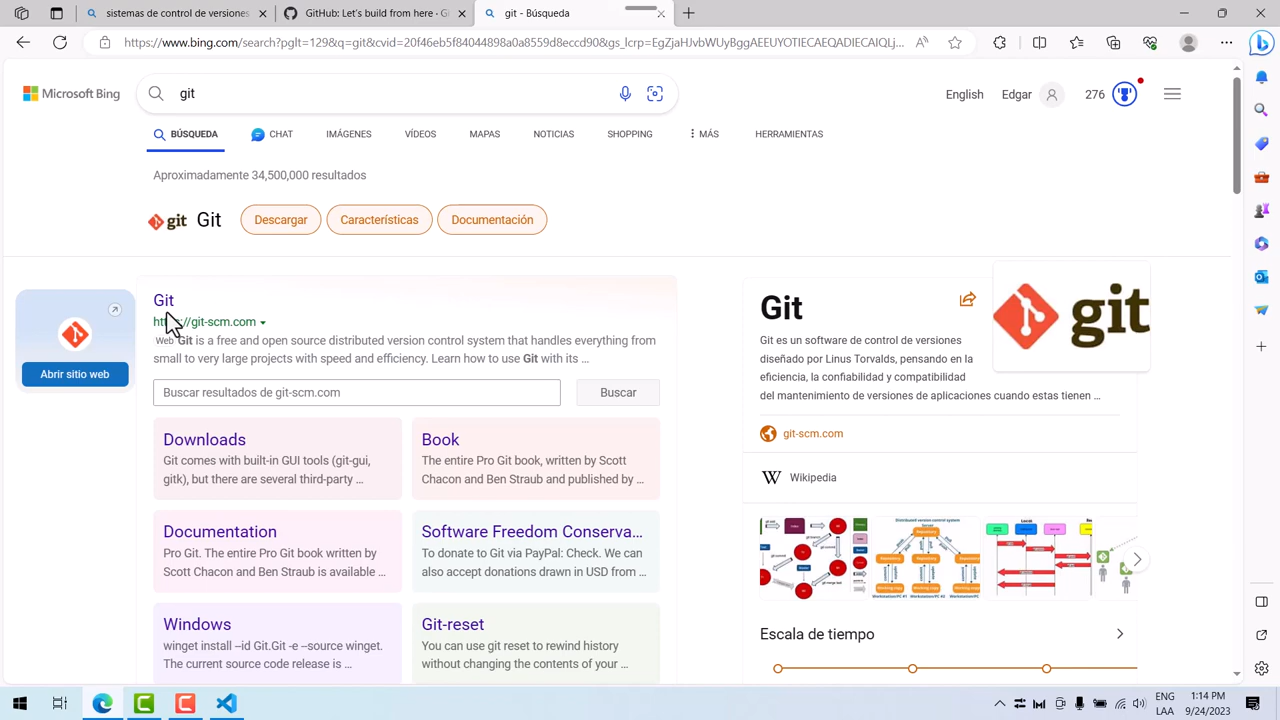 sistemas de control de versiones
GitHub: Let's build from here · G
git - Búsqueda
https://www.bing.com/search?pglt=129&q=git&cvid=20f46eb5f84044898a0a8559d8eccd90&gs_lcrp=EgZjaHJvbWUyBggAEEUYOTIECAEQADIECAIQLj...
Microsoft Bing
git
English
Edgar
276
BÚSQUEDA
CHAT
IMÁGENES
VÍDEOS
MAPAS
NOTICIAS
SHOPPING
MÁS
HERRAMIENTAS
Aproximadamente 34,500,000 resultados
git
Git
Descargar
Características
Documentación
Abrir sitio web
Git
https://git-scm.com
Web Git is a free and open source distributed version control system that handles everything from
small to very large projects with speed and efficiency. Learn how to use Git with its ...
Buscar resultados de git-scm.com
Buscar
Downloads
Git comes with built-in GUI tools (git-gui,
gitk), but there are several third-party ...
Book
The entire Pro Git book, written by Scott
Chacon and Ben Straub and published by ...
Documentation
Pro Git. The entire Pro Git book written by
Scott Chacon and Ben Straub is available ...
Software Freedom Conserva...
To donate to Git via PayPal: Check. We can
also accept donations drawn in USD from ...
Windows
winget install --id Git.Git -e --source winget.
The current source code release is ...
Git-reset
You can use git reset to rewind history
without changing the contents of your ...
Git
git
Git es un software de control de versiones
diseñado por Linus Torvalds, pensando en la
eficiencia, la confiabilidad y compatibilidad
del mantenimiento de versiones de aplicaciones cuando estas tienen ...
git-scm.com
Wikipedia
Distributed version control system
Escala de tiempo
ENG
LAA
1:14 PM
9/24/2023